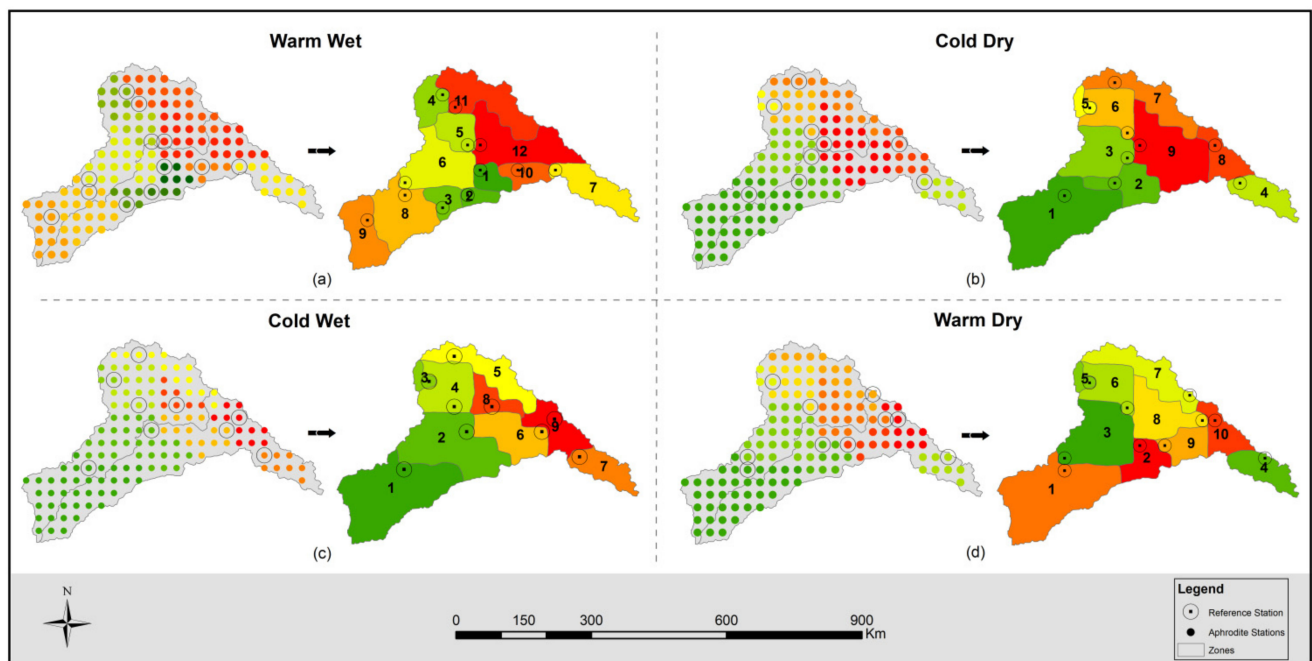 Warm Wet
4
11
5
12
6
1
10
7
3
2
8
9
(a)
Cold Dry
5
6
7
3
9
8
2
4
1
(b)
Cold Wet
3
4
5
8
9
2
6
7
1
(c)
Warm Dry
5
6
7
8
3
10
9
2
4
1
(d)
N
0 150 300 600 900
Km
Legend
Reference Station
Aphrodite Stations
Zones